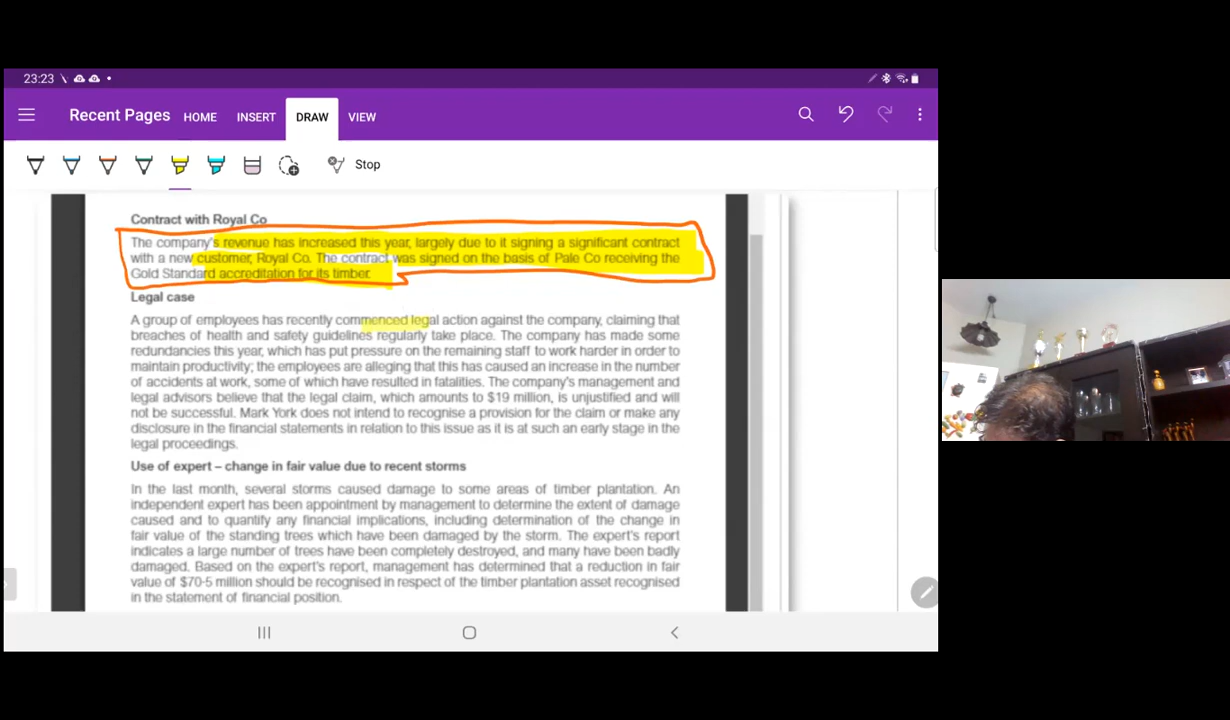 23:23
Recent Pages HOME INSERT DRAW VIEW
Stop
Contract with Royal Co
The company's revenue has increased this year, largely due to it signing a significant contract
with a new customer, Royal Co. The contract was signed on the basis of Pale Co receiving the
Gold Standard accreditation for its timber.
Legal case
A group of employees has recently commenced legal action against the company, claiming that
breaches of health and safety guidelines regularly take place. The company has made some
redundancies this year, which has put pressure on the remaining staff to work harder in order to
maintain productivity; the employees are alleging that this has caused an increase in the number
of accidents at work, some of which have resulted in fatalities. The company's management and
legal advisors believe that the legal claim, which amounts to $19 million, is unjustified and will
not be successful. Mark York does not intend to recognise a provision for the claim or make any
disclosure in the financial statements in relation to this issue as it is at such an early stage in the
legal proceedings.
Use of expert – change in fair value due to recent storms
In the last month, several storms caused damage to some areas of timber plantation. An
independent expert has been appointment by management to determine the extent of damage
caused and to quantify any financial implications, including determination of the change in
fair value of the standing trees which have been damaged by the storm. The expert's report
indicates a large number of trees have been completely destroyed, and many have been badly
damaged. Based on the expert's report, management has determined that a reduction in fair
value of $70-5 million should be recognised in respect of the timber plantation asset recognised
in the statement of financial position.